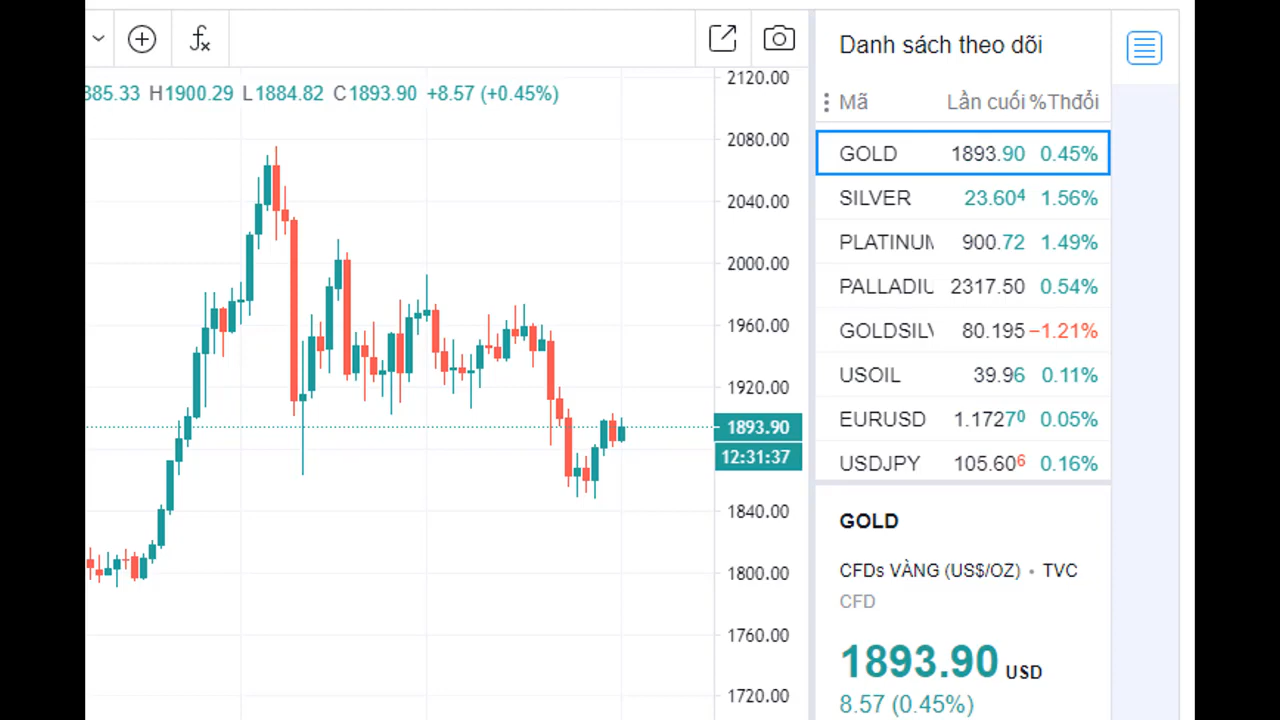 885.33 H1900.29 L1884.82 C1893.90 +8.57 (+0.45%)
2120.00
2080.00
2040.00
2000.00
1960.00
1920.00
1893.90
12:31:37
1840.00
1800.00
1760.00
1720.00
Danh sách theo dõi
Mã Lần cuối %Thđổi
GOLD 1893.90 0.45%
SILVER 23.604 1.56%
PLATINUM 900.72 1.49%
PALLADIU 2317.50 0.54%
GOLDSILV 80.195 −1.21%
USOIL 39.96 0.11%
EURUSD 1.17270 0.05%
USDJPY 105.606 0.16%
GOLD
CFDs VÀNG (US$/OZ) • TVC
CFD
1893.90 USD
8.57 (0.45%)